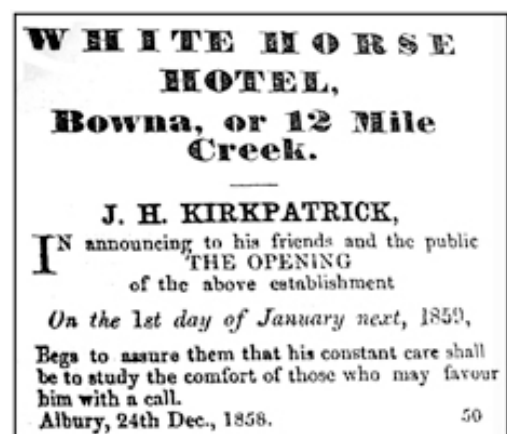 WHITE HORSE
HOTEL,
Bowna, or 12 Mile
Creek.
J. H. KIRKPATRICK,
IN announcing to his friends and the public
THE OPENING
of the above establishment
On the 1st day of January next, 1859,
Begs to assure them that his constant care shall
be to study the comfort of those who may favour
him with a call.
Albury, 24th Dec., 1858. 50